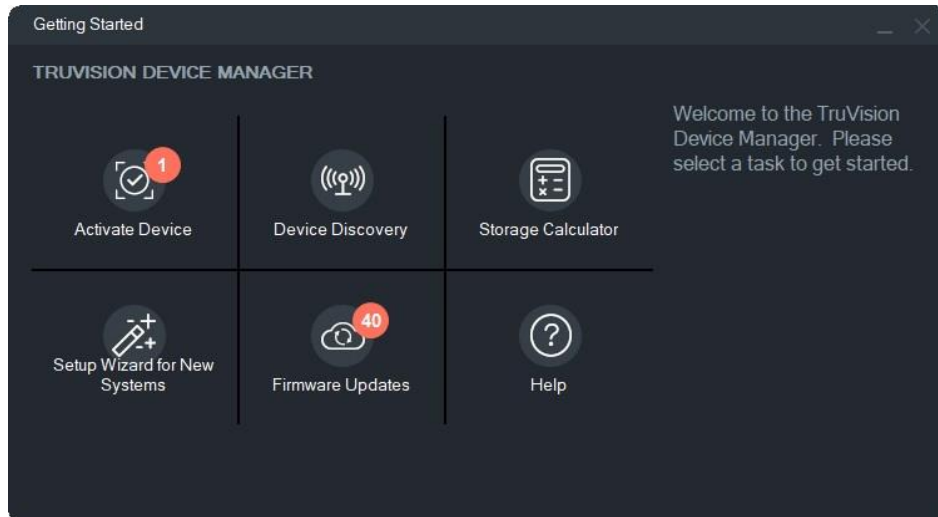 Getting Started
TRUVISION DEVICE MANAGER
Welcome to the TruVision
Device Manager. Please
select a task to get started.
1
Activate Device
Device Discovery
Storage Calculator
Setup Wizard for New
Systems
40
Firmware Updates
Help